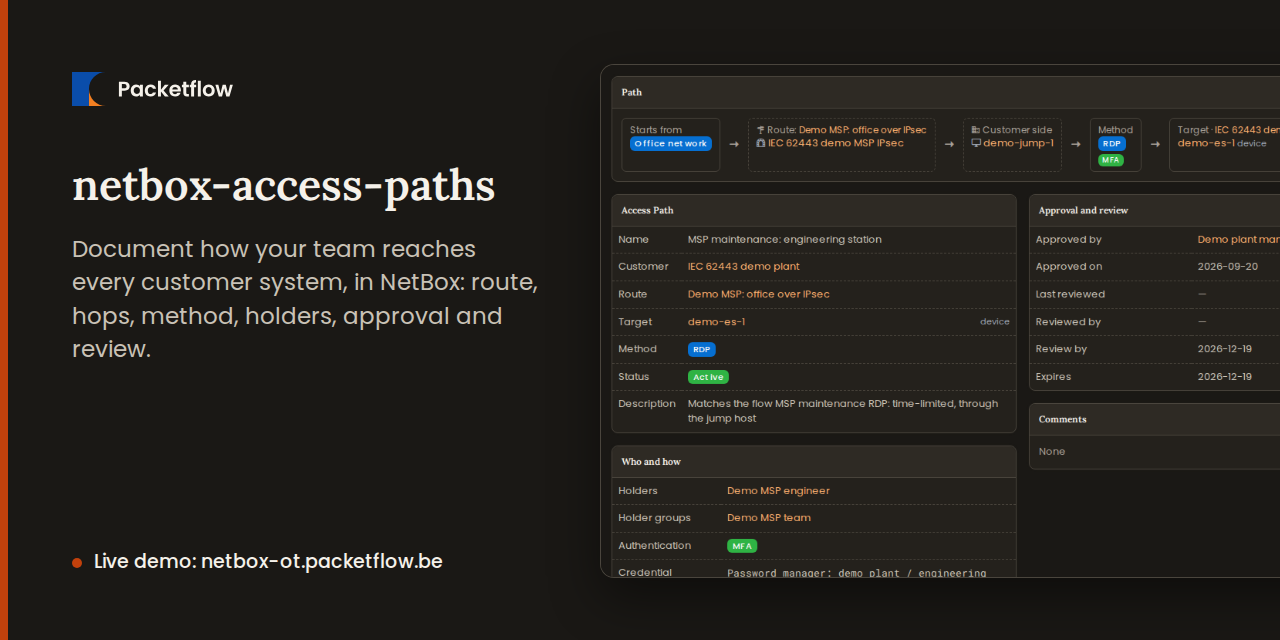 Packetflow
netbox-access-paths
Document how your team reaches
every customer system, in NetBox: route,
hops, method, holders, approval and
review.
Live demo: netbox-ot.packetflow.be
Path
Starts from
Office network
→
Route: Demo MSP: office over IPsec
IEC 62443 demo MSP IPsec
→
Customer side
demo-jump-1
→
Method
RDP
MFA
→
Target · IEC 62443
demo-es-1 device
Access Path
Name MSP maintenance: engineering station
Customer IEC 62443 demo plant
Route Demo MSP: office over IPsec
Target demo-es-1 device
Method RDP
Status Active
Description Matches the flow MSP maintenance RDP: time-limited, through
the jump host
Who and how
Holders Demo MSP engineer
Holder groups Demo MSP team
Authentication MFA
Credential Password manager: demo plant / engineering
Approval and review
Approved by Demo plant
Approved on 2026-09-20
Last reviewed —
Reviewed by —
Review by 2026-12-19
Expires 2026-12-19
Comments
None